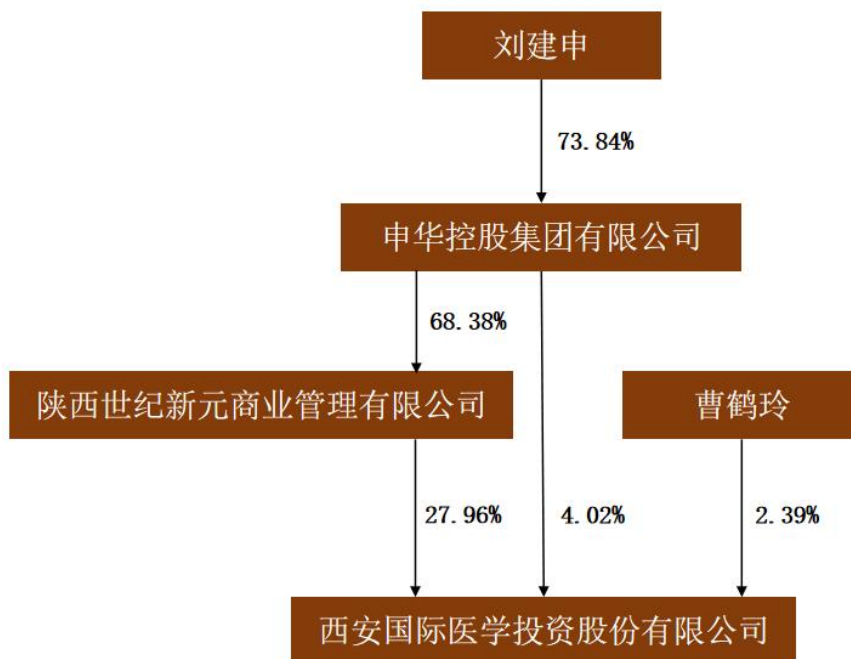 刘建申
73.84%
申华控股集团有限公司
68.38%
陕西世纪新元商业管理有限公司
曹鹤玲
27.96%
4.02%
2.39%
西安国际医学投资股份有限公司